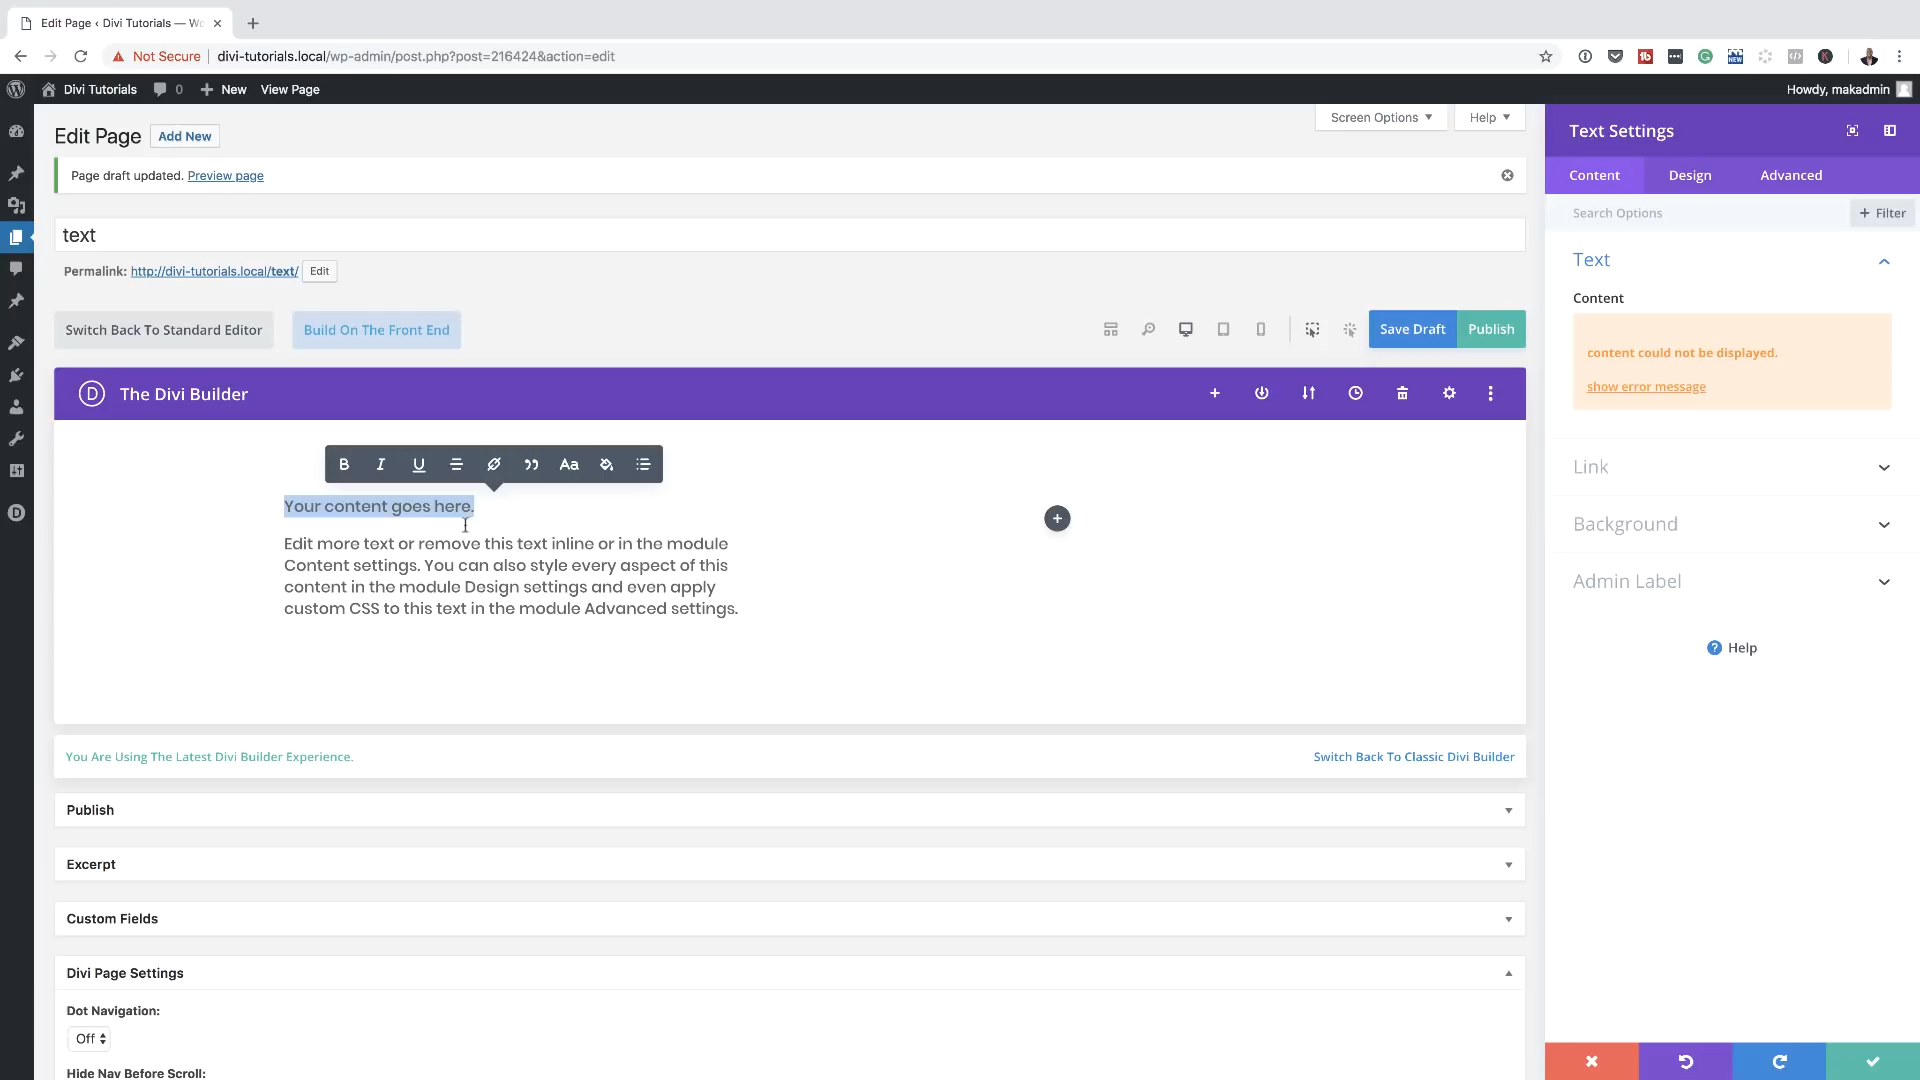 Edit Page ‹ Divi Tutorials — Wo
Not Secure
divi-tutorials.local/wp-admin/post.php?post=216424&action=edit
Divi Tutorials
0
New
View Page
Howdy, makadmin
Edit Page
Add New
Screen Options
Help
Page draft updated. Preview page
text
Permalink: http://divi-tutorials.local/text/
Edit
Switch Back To Standard Editor
Build On The Front End
Save Draft
Publish
D
The Divi Builder
B
I
U
Aa
Your content goes here.
Edit more text or remove this text inline or in the module
Content settings. You can also style every aspect of this
content in the module Design settings and even apply
custom CSS to this text in the module Advanced settings.
You Are Using The Latest Divi Builder Experience.
Switch Back To Classic Divi Builder
Publish
Excerpt
Custom Fields
Divi Page Settings
Dot Navigation:
Off
Hide Nav Before Scroll:
Text Settings
Content
Design
Advanced
Search Options
+ Filter
Text
Content
content could not be displayed.
show error message
Link
Background
Admin Label
Help